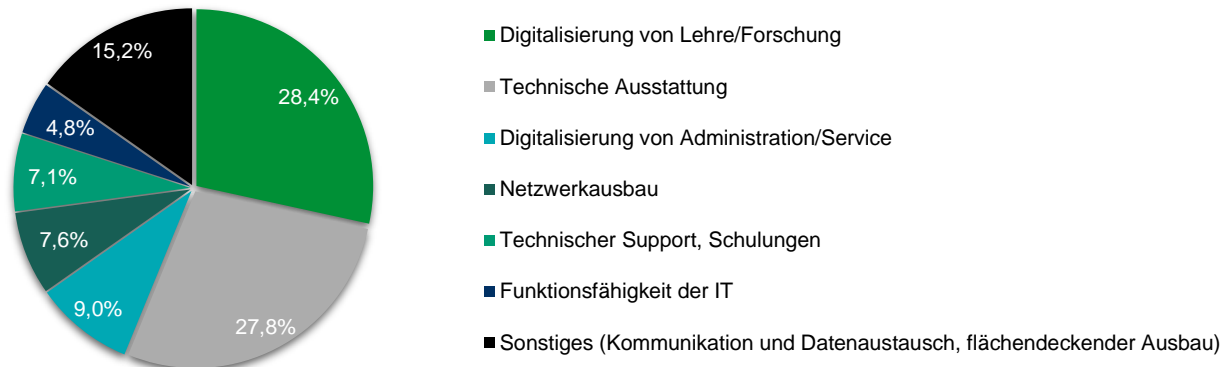 15,2%
28,4%
4,8%
7,1%
7,6%
9,0%
27,8%
Digitalisierung von Lehre/Forschung
Technische Ausstattung
Digitalisierung von Administration/Service
Netzwerkausbau
Technischer Support, Schulungen
Funktionsfähigkeit der IT
Sonstiges (Kommunikation und Datenaustausch, flächendeckender Ausbau)